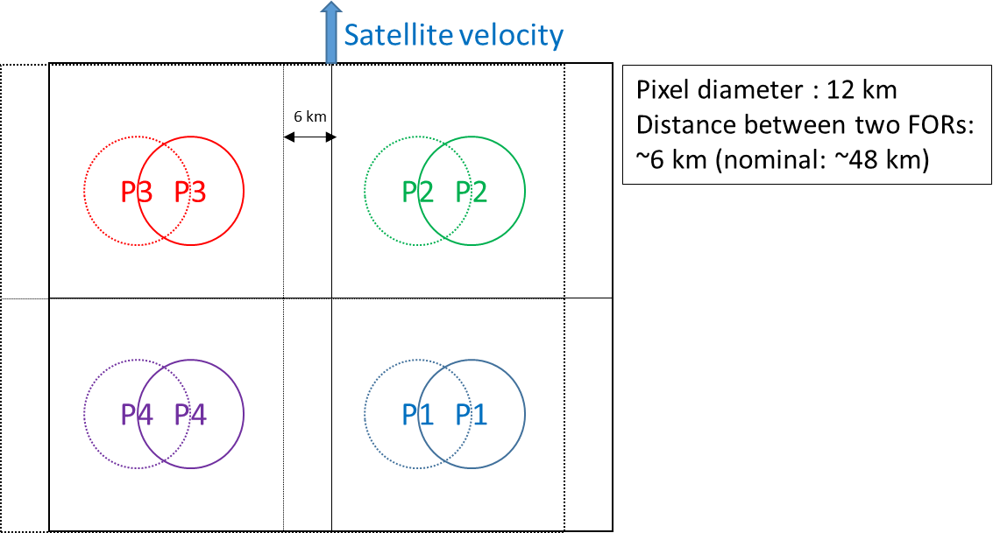 Satellite velocity
Pixel diameter : 12 km
Distance between two FORs:
~6 km (nominal: ~48 km)
6 km
P3 P3
P2 P2
P4 P4
P1 P1